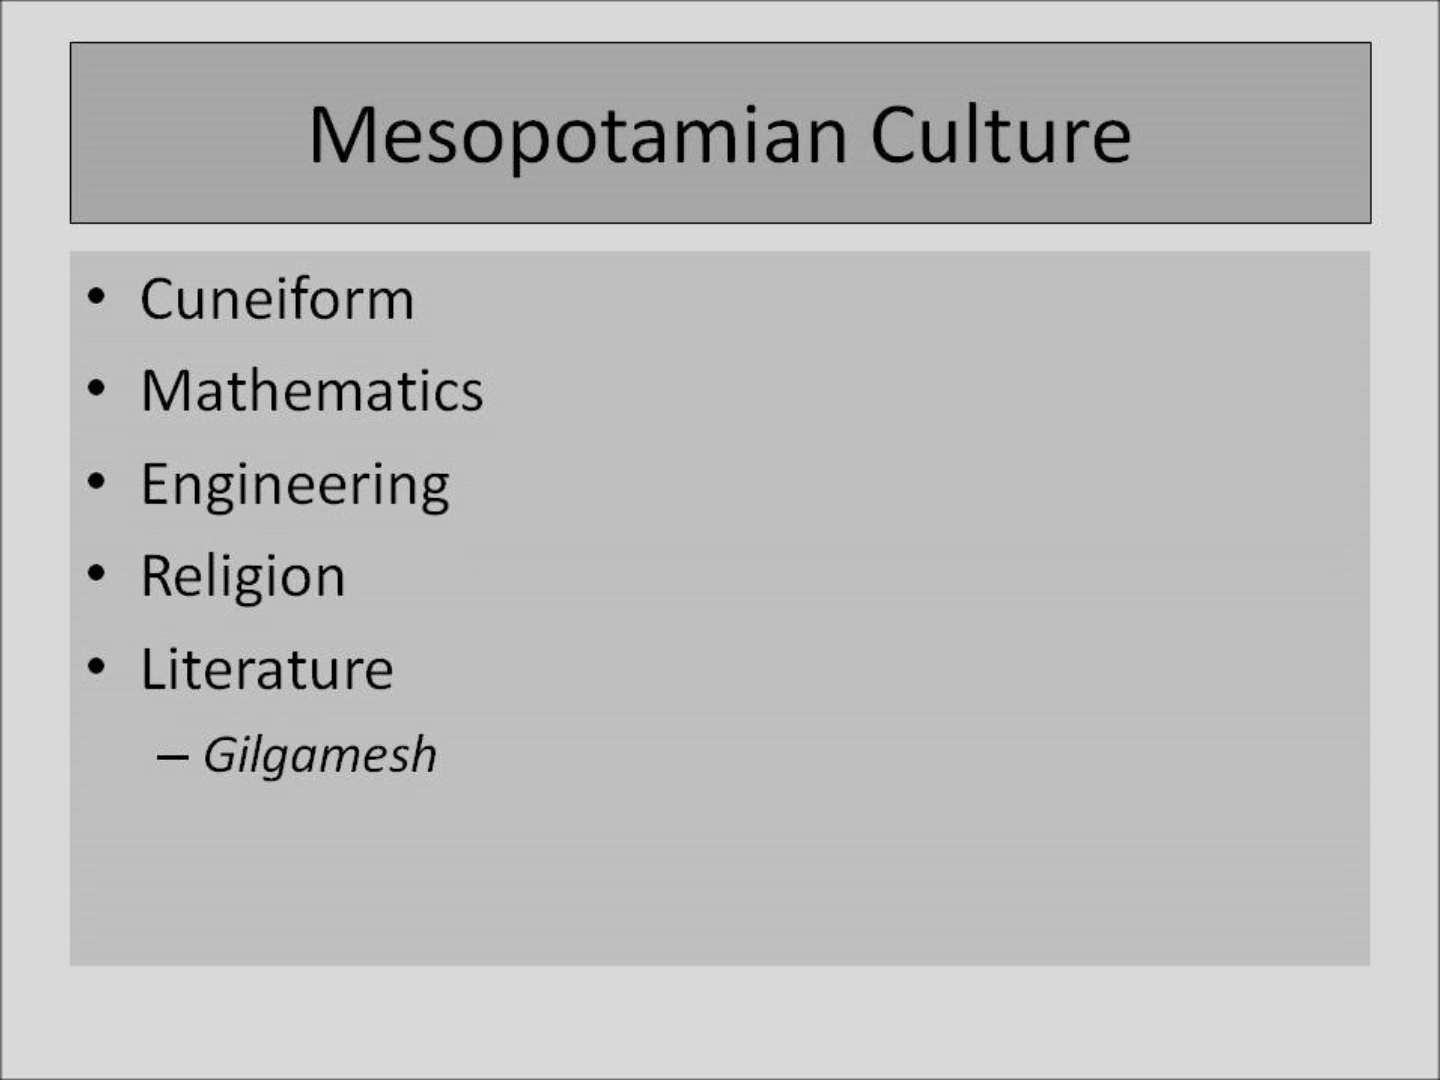 Mesopotamian Culture
• Cuneiform
• Mathematics
• Engineering
• Religion
• Literature
– Gilgamesh